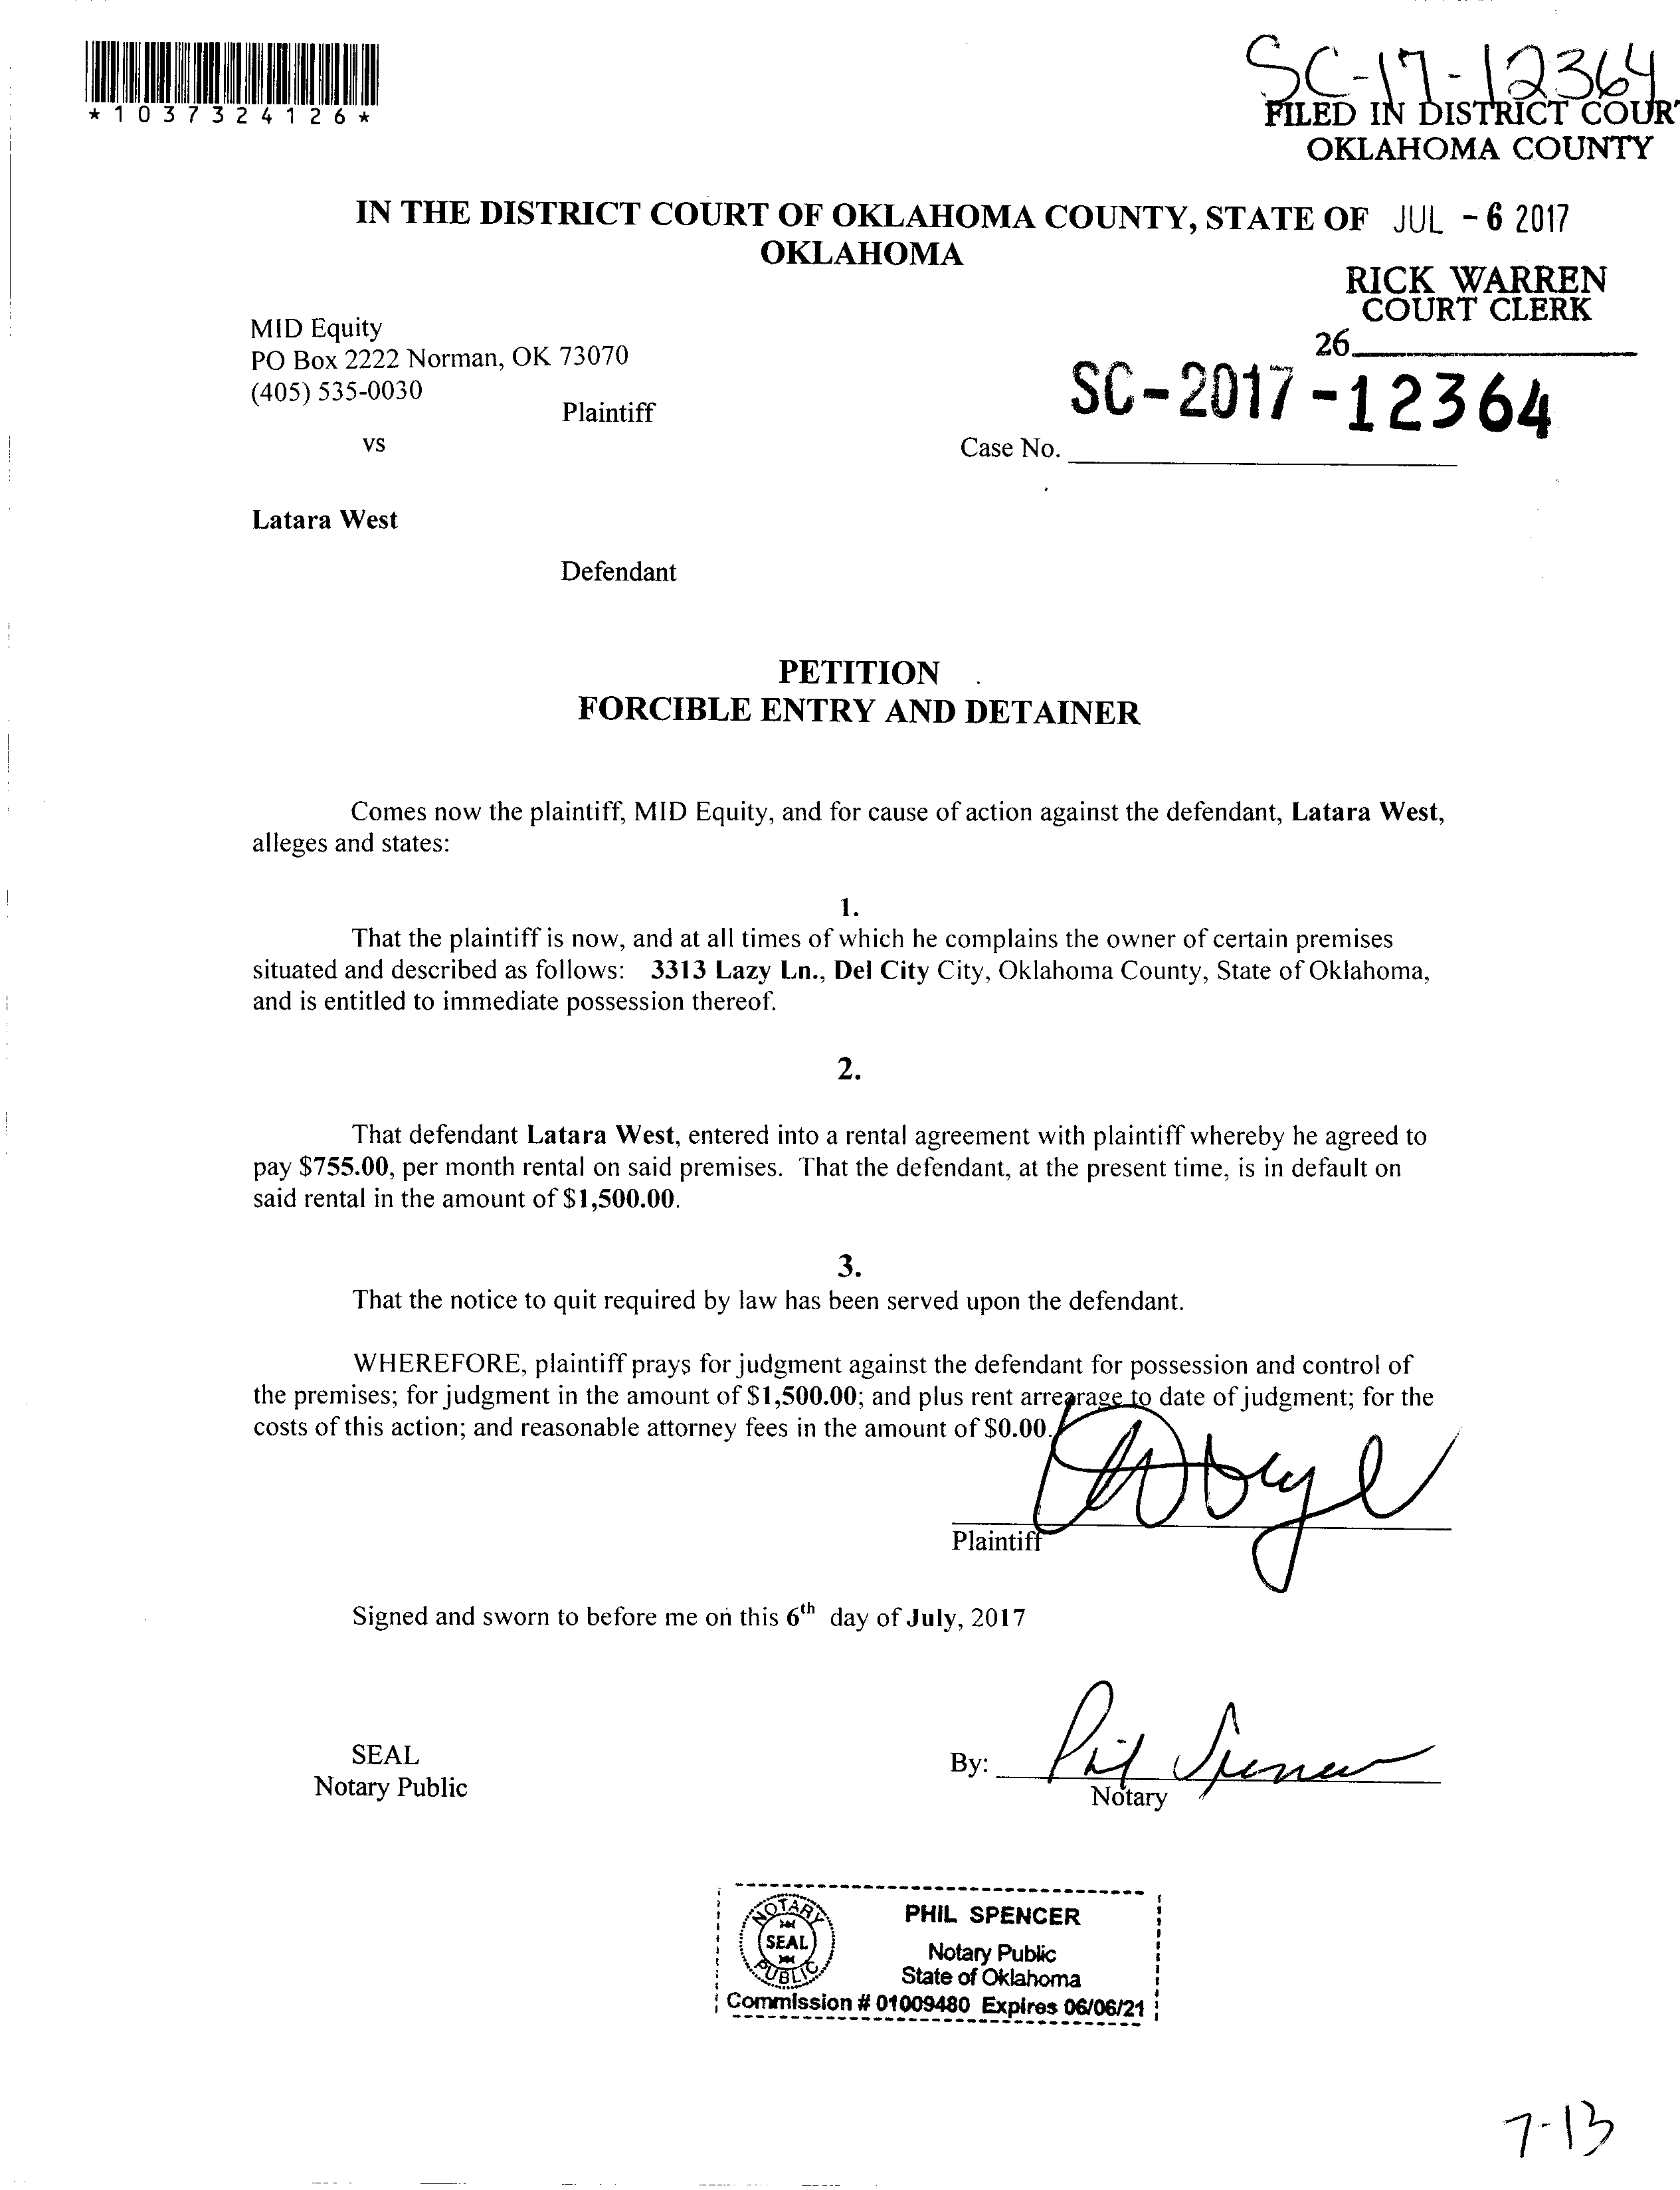 SC-17-12364
*1037324126*
FILED IN DISTRICT COUR
OKLAHOMA COUNTY
IN THE DISTRICT COURT OF OKLAHOMA COUNTY, STATE OF JUL - 6 2017
OKLAHOMA
RICK WARREN
COURT CLERK
26
MID Equity
PO Box 2222 Norman, OK 73070
(405) 535-0030
Plaintiff
SC-2017-12364
vs
Case No.
Latara West
Defendant
PETITION
FORCIBLE ENTRY AND DETAINER
Comes now the plaintiff, MID Equity, and for cause of action against the defendant, Latara West,
alleges and states:
1.
That the plaintiff is now, and at all times of which he complains the owner of certain premises
situated and described as follows: 3313 Lazy Ln., Del City City, Oklahoma County, State of Oklahoma,
and is entitled to immediate possession thereof.
2.
That defendant Latara West, entered into a rental agreement with plaintiff whereby he agreed to
pay $755.00, per month rental on said premises. That the defendant, at the present time, is in default on
said rental in the amount of $1,500.00.
3.
That the notice to quit required by law has been served upon the defendant.
WHEREFORE, plaintiff prays for judgment against the defendant for possession and control of
the premises; for judgment in the amount of $1,500.00; and plus rent arrearage to date of judgment; for the
costs of this action; and reasonable attorney fees in the amount of $0.00.
Plaintiff
Signed and sworn to before me on this 6th day of July, 2017
SEAL
Notary Public
By: Phil Spencer
Notary
NOTARY
SEAL
PUBLIC
PHIL SPENCER
Notary Public
State of Oklahoma
Commission # 01009480 Expires 06/06/21
7-13